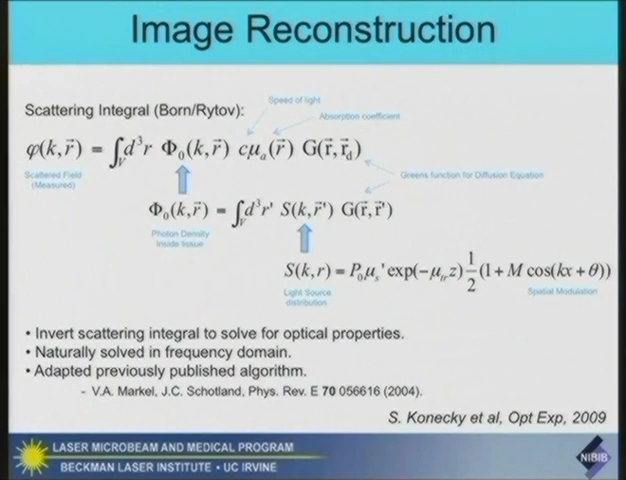 Image Reconstruction
Speed of light
Scattering Integral (Born/Rytov):
Absorption coefficient
φ(k,r⃗) = ∫_V d³r Φ₀(k,r⃗) cμₐ(r⃗) G(r⃗,r⃗_d)
Scattered Field
(Measured)
Greens function for Diffusion Equation
Φ₀(k,r⃗) = ∫_V d³r' S(k,r⃗') G(r⃗,r⃗')
Photon Density
Inside tissue
S(k,r) = P₀μₛ'exp(−μₜᵣz) 1/2 (1 + M cos(kx + θ))
Light Source
distribution
Spatial Modulation
• Invert scattering integral to solve for optical properties.
• Naturally solved in frequency domain.
• Adapted previously published algorithm.
- V.A. Markel, J.C. Schotland, Phys. Rev. E 70 056616 (2004).
S. Konecky et al, Opt Exp, 2009
LASER MICROBEAM AND MEDICAL PROGRAM
BECKMAN LASER INSTITUTE • UC IRVINE
NIBIB